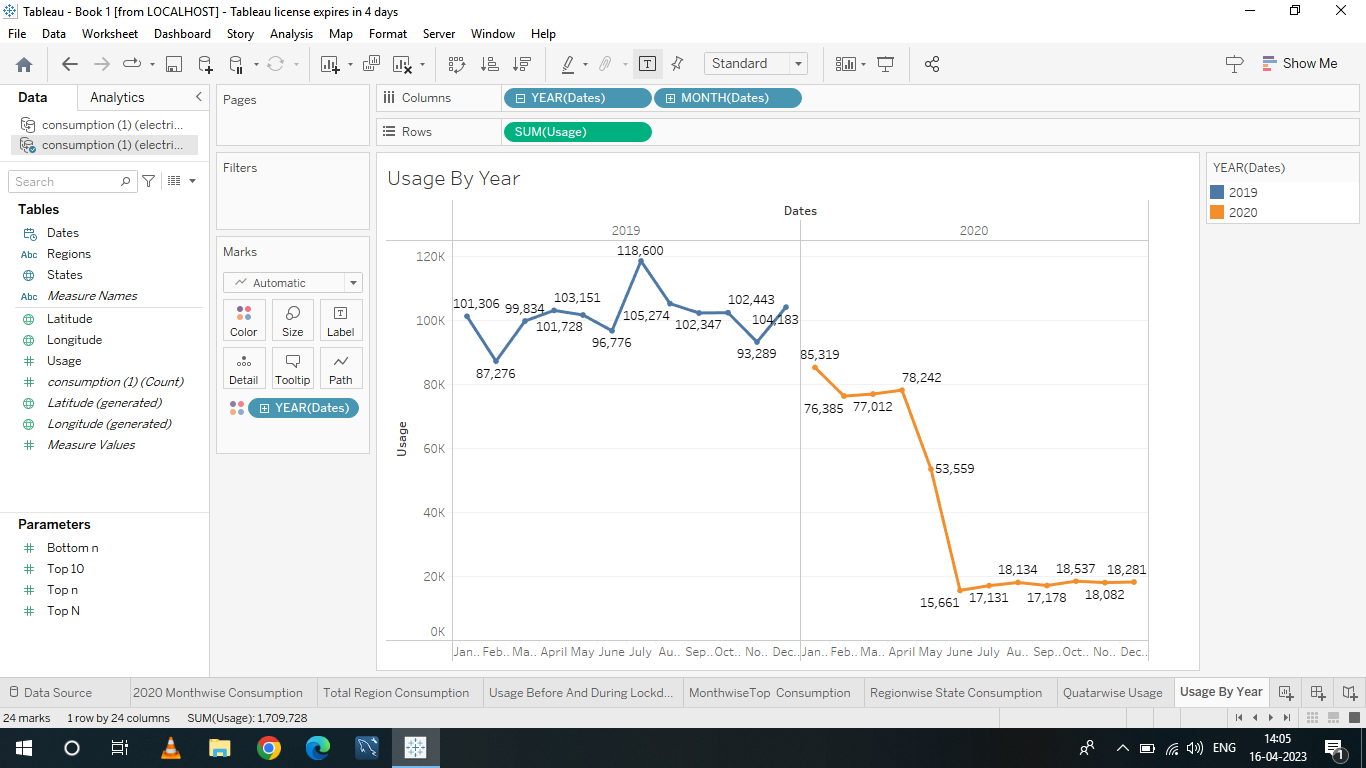 Tableau - Book 1 [from LOCALHOST] - Tableau license expires in 4 days
File Data Worksheet Dashboard Story Analysis Map Format Server Window Help
Standard
Show Me
Data Analytics
consumption (1) (electri...
consumption (1) (electri...
Search
Tables
Dates
Abc Regions
States
Abc Measure Names
Latitude
Longitude
Usage
consumption (1) (Count)
Latitude (generated)
Longitude (generated)
Measure Values
Parameters
Bottom n
Top 10
Top n
Top N
Pages
Filters
Marks
Automatic
Color Size Label
Detail Tooltip Path
YEAR(Dates)
Columns YEAR(Dates) MONTH(Dates)
Rows SUM(Usage)
Usage By Year
Dates
2019 2020
Usage
120K
100K
80K
60K
40K
20K
0K
101,306
87,276
99,834
103,151
101,728
96,776
118,600
105,274
102,347
102,443
93,289
104,183
85,319
76,385
77,012
78,242
53,559
15,661
17,131
18,134
17,178
18,537
18,082
18,281
Jan.. Feb.. Ma.. April May June July Au.. Sep.. Oct.. No.. Dec.. Jan.. Feb.. Ma.. April May June July Au.. Sep.. Oct.. No.. Dec..
YEAR(Dates)
2019
2020
Data Source 2020 Monthwise Consumption Total Region Consumption Usage Before And During Lockd... MonthwiseTop Consumption Regionwise State Consumption Quatarwise Usage Usage By Year
24 marks 1 row by 24 columns SUM(Usage): 1,709,728
ENG
14:05
16-04-2023
1